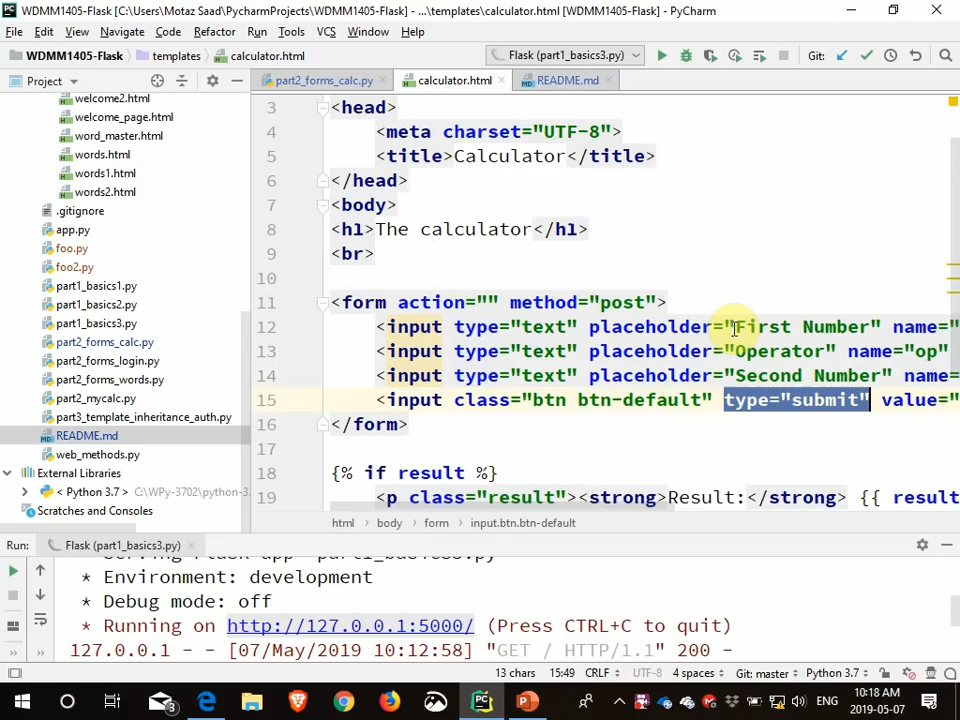 WDMM1405-Flask [C:\Users\Motaz Saad\PycharmProjects\WDMM1405-Flask] - ...\templates\calculator.html [WDMM1405-Flask] - PyCharm
File Edit View Navigate Code Refactor Run Tools VCS Window Help
WDMM1405-Flask templates calculator.html Flask (part1_basics3.py) Git:
Project part2_forms_calc.py calculator.html README.md
welcome2.html
welcome_page.html
word_master.html
words.html
words1.html
words2.html
.gitignore
app.py
foo.py
foo2.py
part1_basics1.py
part1_basics2.py
part1_basics3.py
part2_forms_calc.py
part2_forms_login.py
part2_forms_words.py
part2_mycalc.py
part3_template_inheritance_auth.py
README.md
web_methods.py
External Libraries
< Python 3.7 > C:\WPy-3702\python-3.
Scratches and Consoles
3 <head>
4 <meta charset="UTF-8">
5 <title>Calculator</title>
6 </head>
7 <body>
8 <h1>The calculator</h1>
9 <br>
10
11 <form action="" method="post">
12 <input type="text" placeholder="First Number" name="
13 <input type="text" placeholder="Operator" name="op"
14 <input type="text" placeholder="Second Number" name=
15 <input class="btn btn-default" type="submit" value="
16 </form>
17
18 {% if result %}
19 <p class="result"><strong>Result:</strong> {{ result
html body form input.btn.btn-default
Run: Flask (part1_basics3.py)
* Environment: development
* Debug mode: off
* Running on http://127.0.0.1:5000/ (Press CTRL+C to quit)
127.0.0.1 - - [07/May/2019 10:12:58] "GET / HTTP/1.1" 200 -
13 chars 15:49 CRLF UTF-8 4 spaces Git: master Python 3.7
3 ENG 10:18 AM
2019-05-07